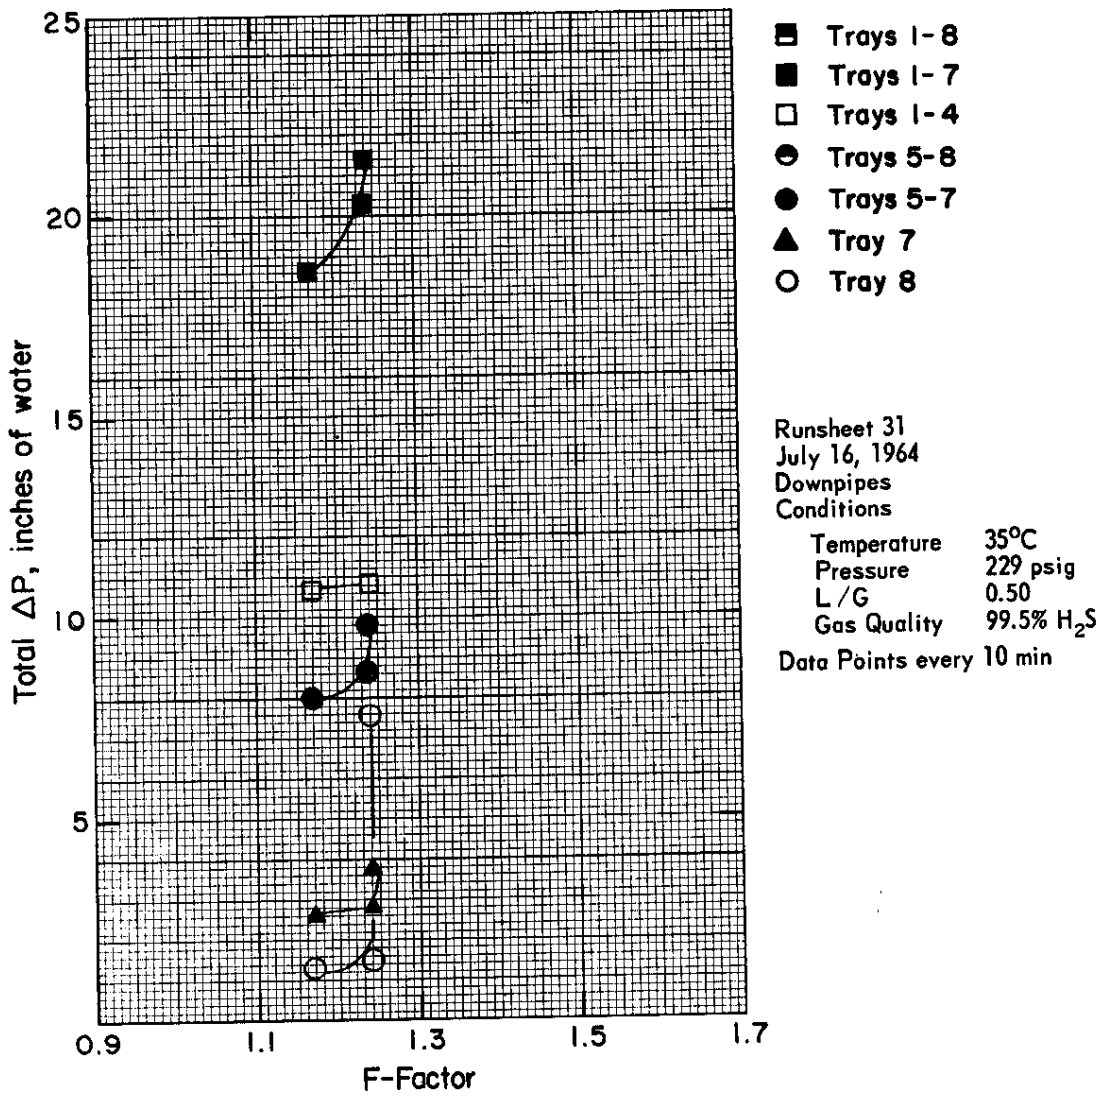 25
20
15
10
5
0.9
1.1
1.3
1.5
1.7
Total ΔP, inches of water
F-Factor
Trays 1-8
Trays 1-7
Trays 1-4
Trays 5-8
Trays 5-7
Tray 7
Tray 8
Runsheet 31
July 16, 1964
Downpipes
Conditions
Temperature 35°C
Pressure 229 psig
L/G 0.50
Gas Quality 99.5% H₂S
Data Points every 10 min